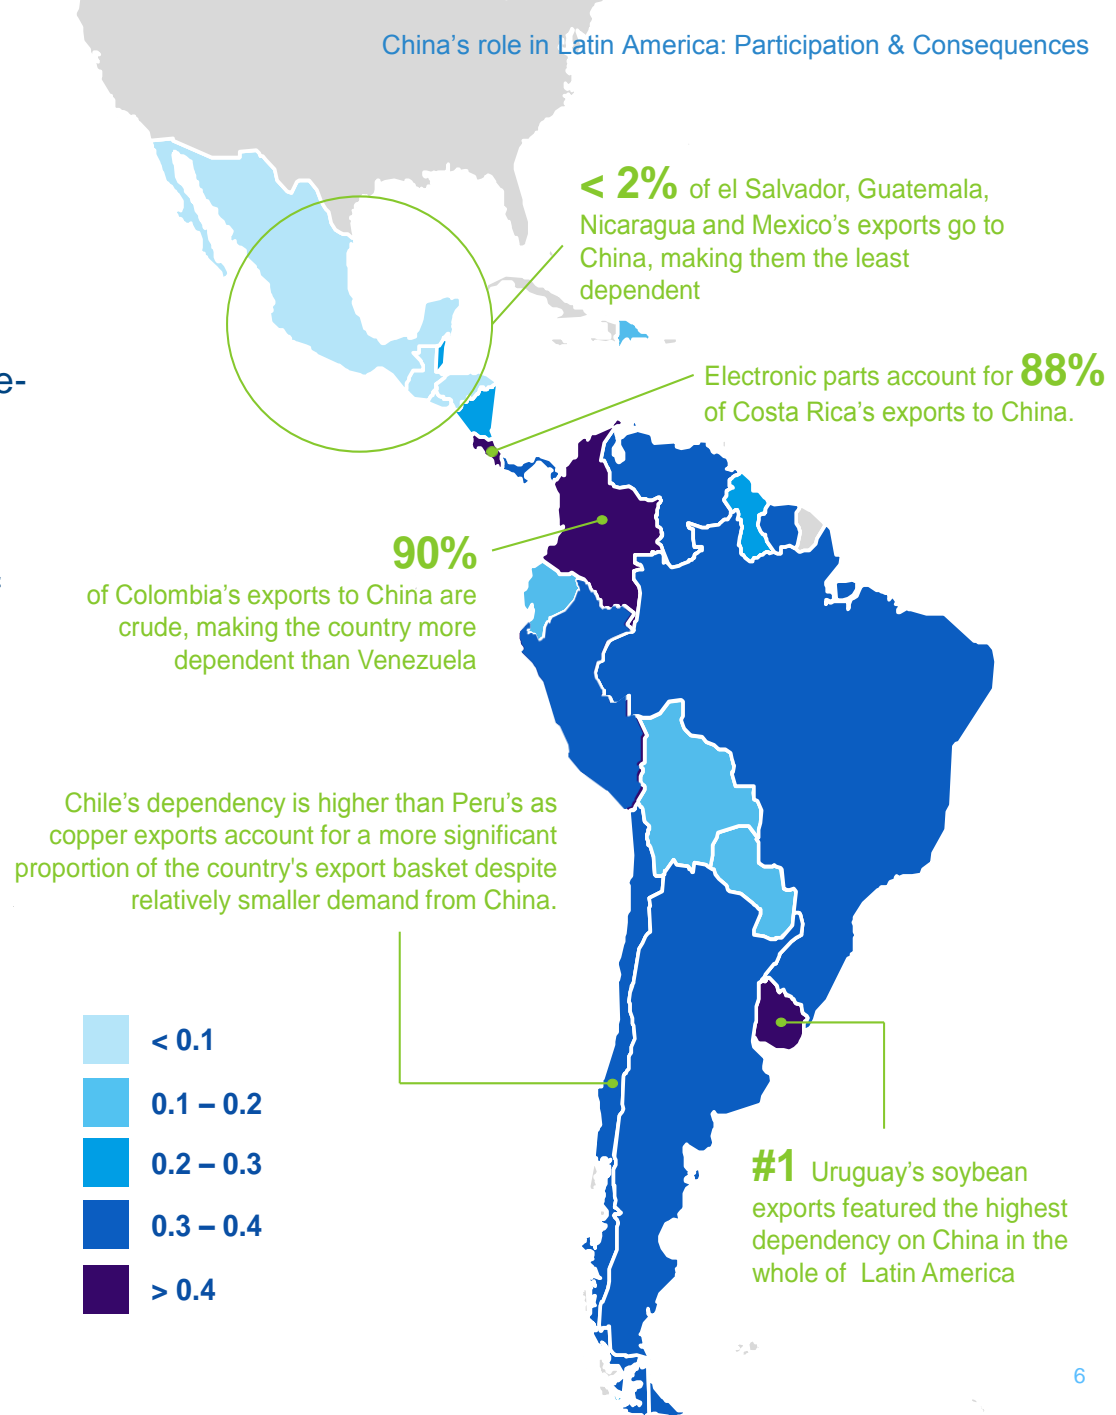 China's role in Latin America: Participation & Consequences
< 2% of el Salvador, Guatemala,
Nicaragua and Mexico's exports go to
China, making them the least
dependent
e-
Electronic parts account for 88%
of Costa Rica's exports to China.
90%
of Colombia's exports to China are
crude, making the country more
dependent than Venezuela
Chile's dependency is higher than Peru's as
copper exports account for a more significant
proportion of the country's export basket despite
relatively smaller demand from China.
< 0.1
0.1 – 0.2
0.2 – 0.3
0.3 – 0.4
> 0.4
#1 Uruguay's soybean
exports featured the highest
dependency on China in the
whole of Latin America
6